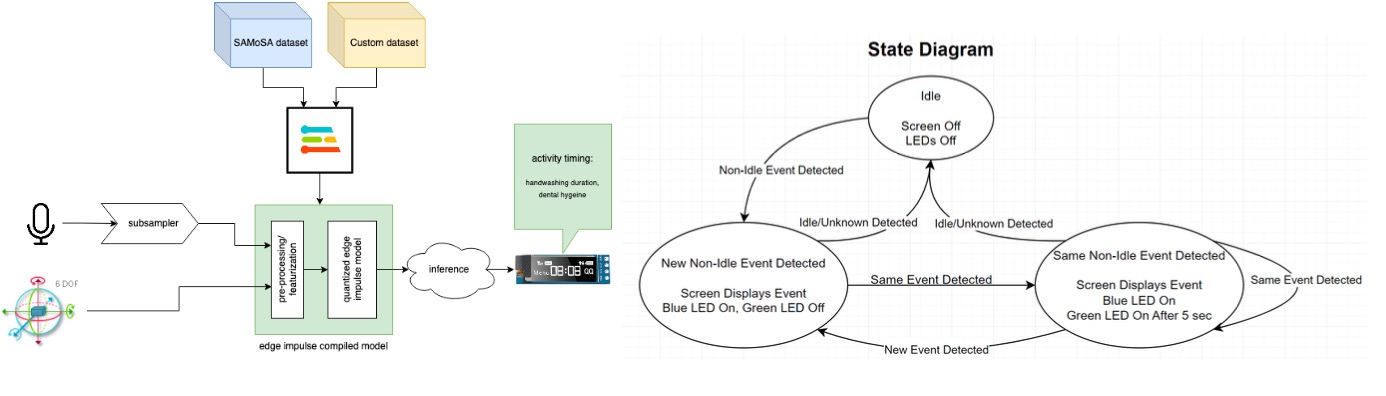 SAMoSA dataset
Custom dataset
activity timing:
handwashing duration,
dental hygeine
subsampler
6 DOF
pre-processing/
featurization
quantized edge
impulse model
inference
08:08
edge impulse compiled model
State Diagram
Idle
Screen Off
LEDs Off
Non-Idle Event Detected
Idle/Unknown Detected
Idle/Unknown Detected
New Non-Idle Event Detected
Screen Displays Event
Blue LED On, Green LED Off
Same Event Detected
Same Non-Idle Event Detected
Screen Displays Event
Blue LED On
Green LED On After 5 sec
Same Event Detected
New Event Detected